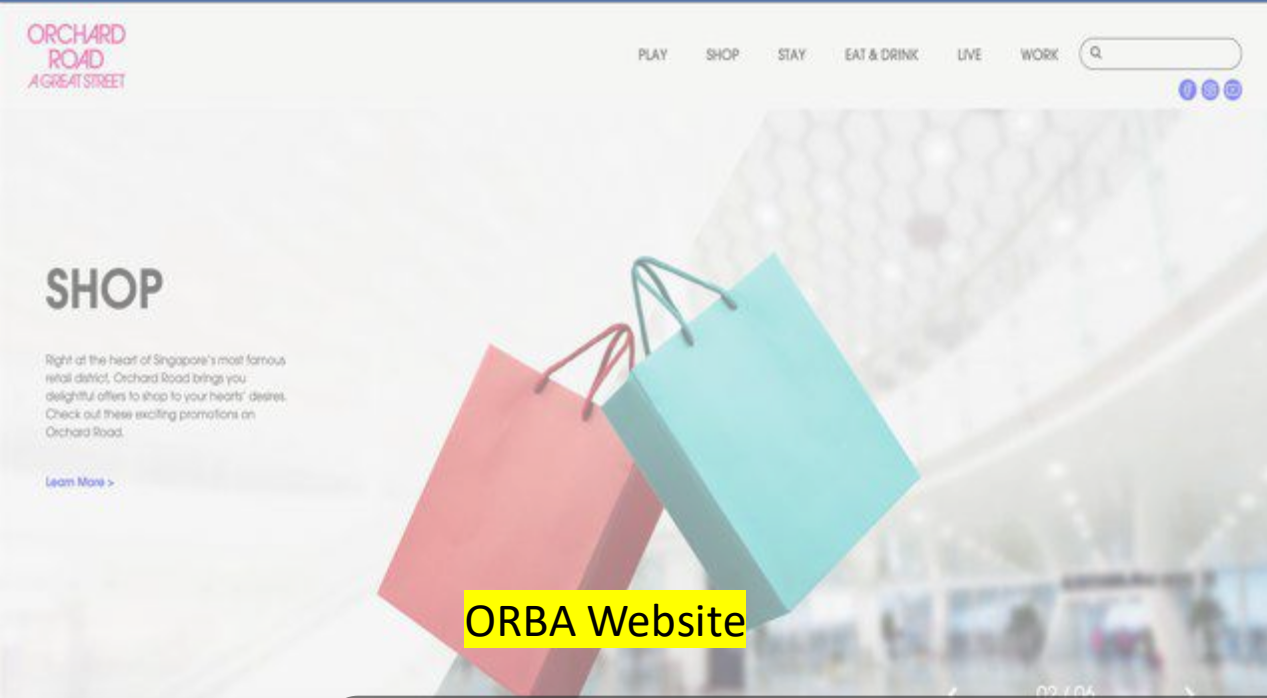 ORCHARD
ROAD
A GREAT STREET
PLAY SHOP STAY EAT & DRINK LIVE WORK
SHOP
Right at the heart of Singapore's most famous
retail district, Orchard Road brings you
delightful offers to shop to your hearts' desires.
Check out these exciting promotions on
Orchard Road.
Learn More >
ORBA Website
02 / 06